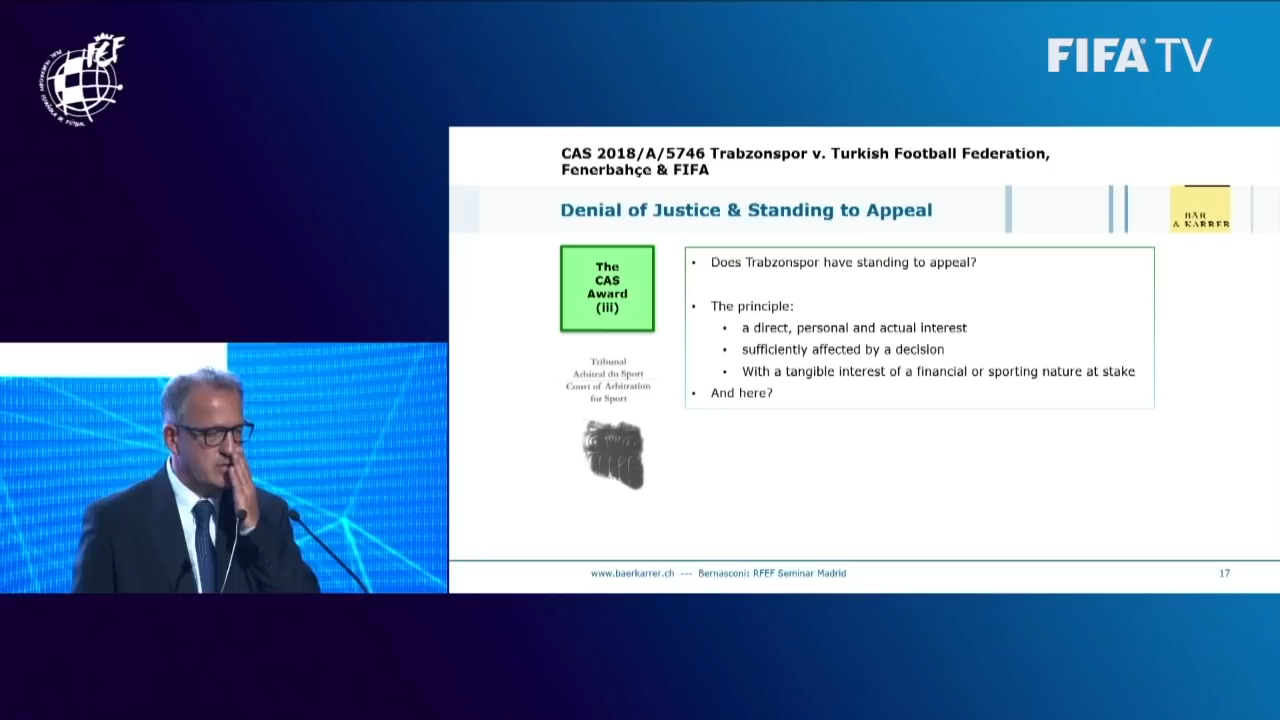 RFEF
FIFA TV
CAS 2018/A/5746 Trabzonspor v. Turkish Football Federation,
Fenerbahçe & FIFA
Denial of Justice & Standing to Appeal
BÄR
& KARRER
The
CAS
Award
(iii)
• Does Trabzonspor have standing to appeal?
• The principle:
• a direct, personal and actual interest
• sufficiently affected by a decision
• With a tangible interest of a financial or sporting nature at stake
• And here?
Tribunal
Arbitral du Sport
Court of Arbitration
for Sport
www.baerkarrer.ch --- Bernasconi: RFEF Seminar Madrid
17